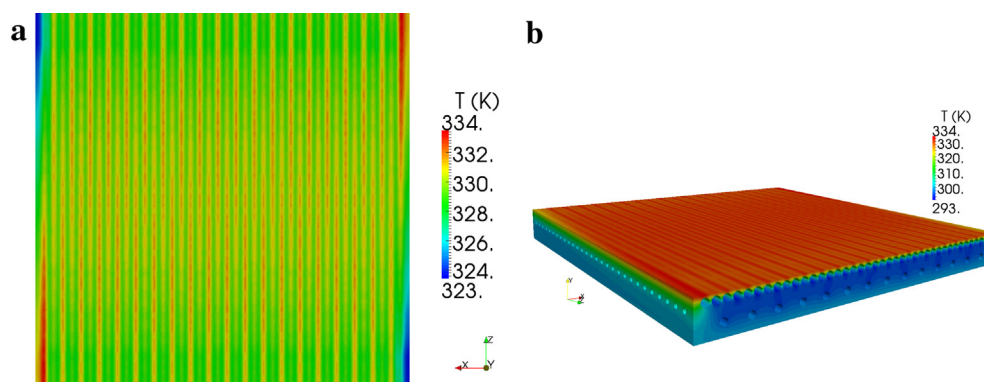 a
T (K)
334.
332.
330.
328.
326.
324.
323.
Z
X
Y
b
T (K)
334.
330.
320.
310.
300.
293.
Y
X